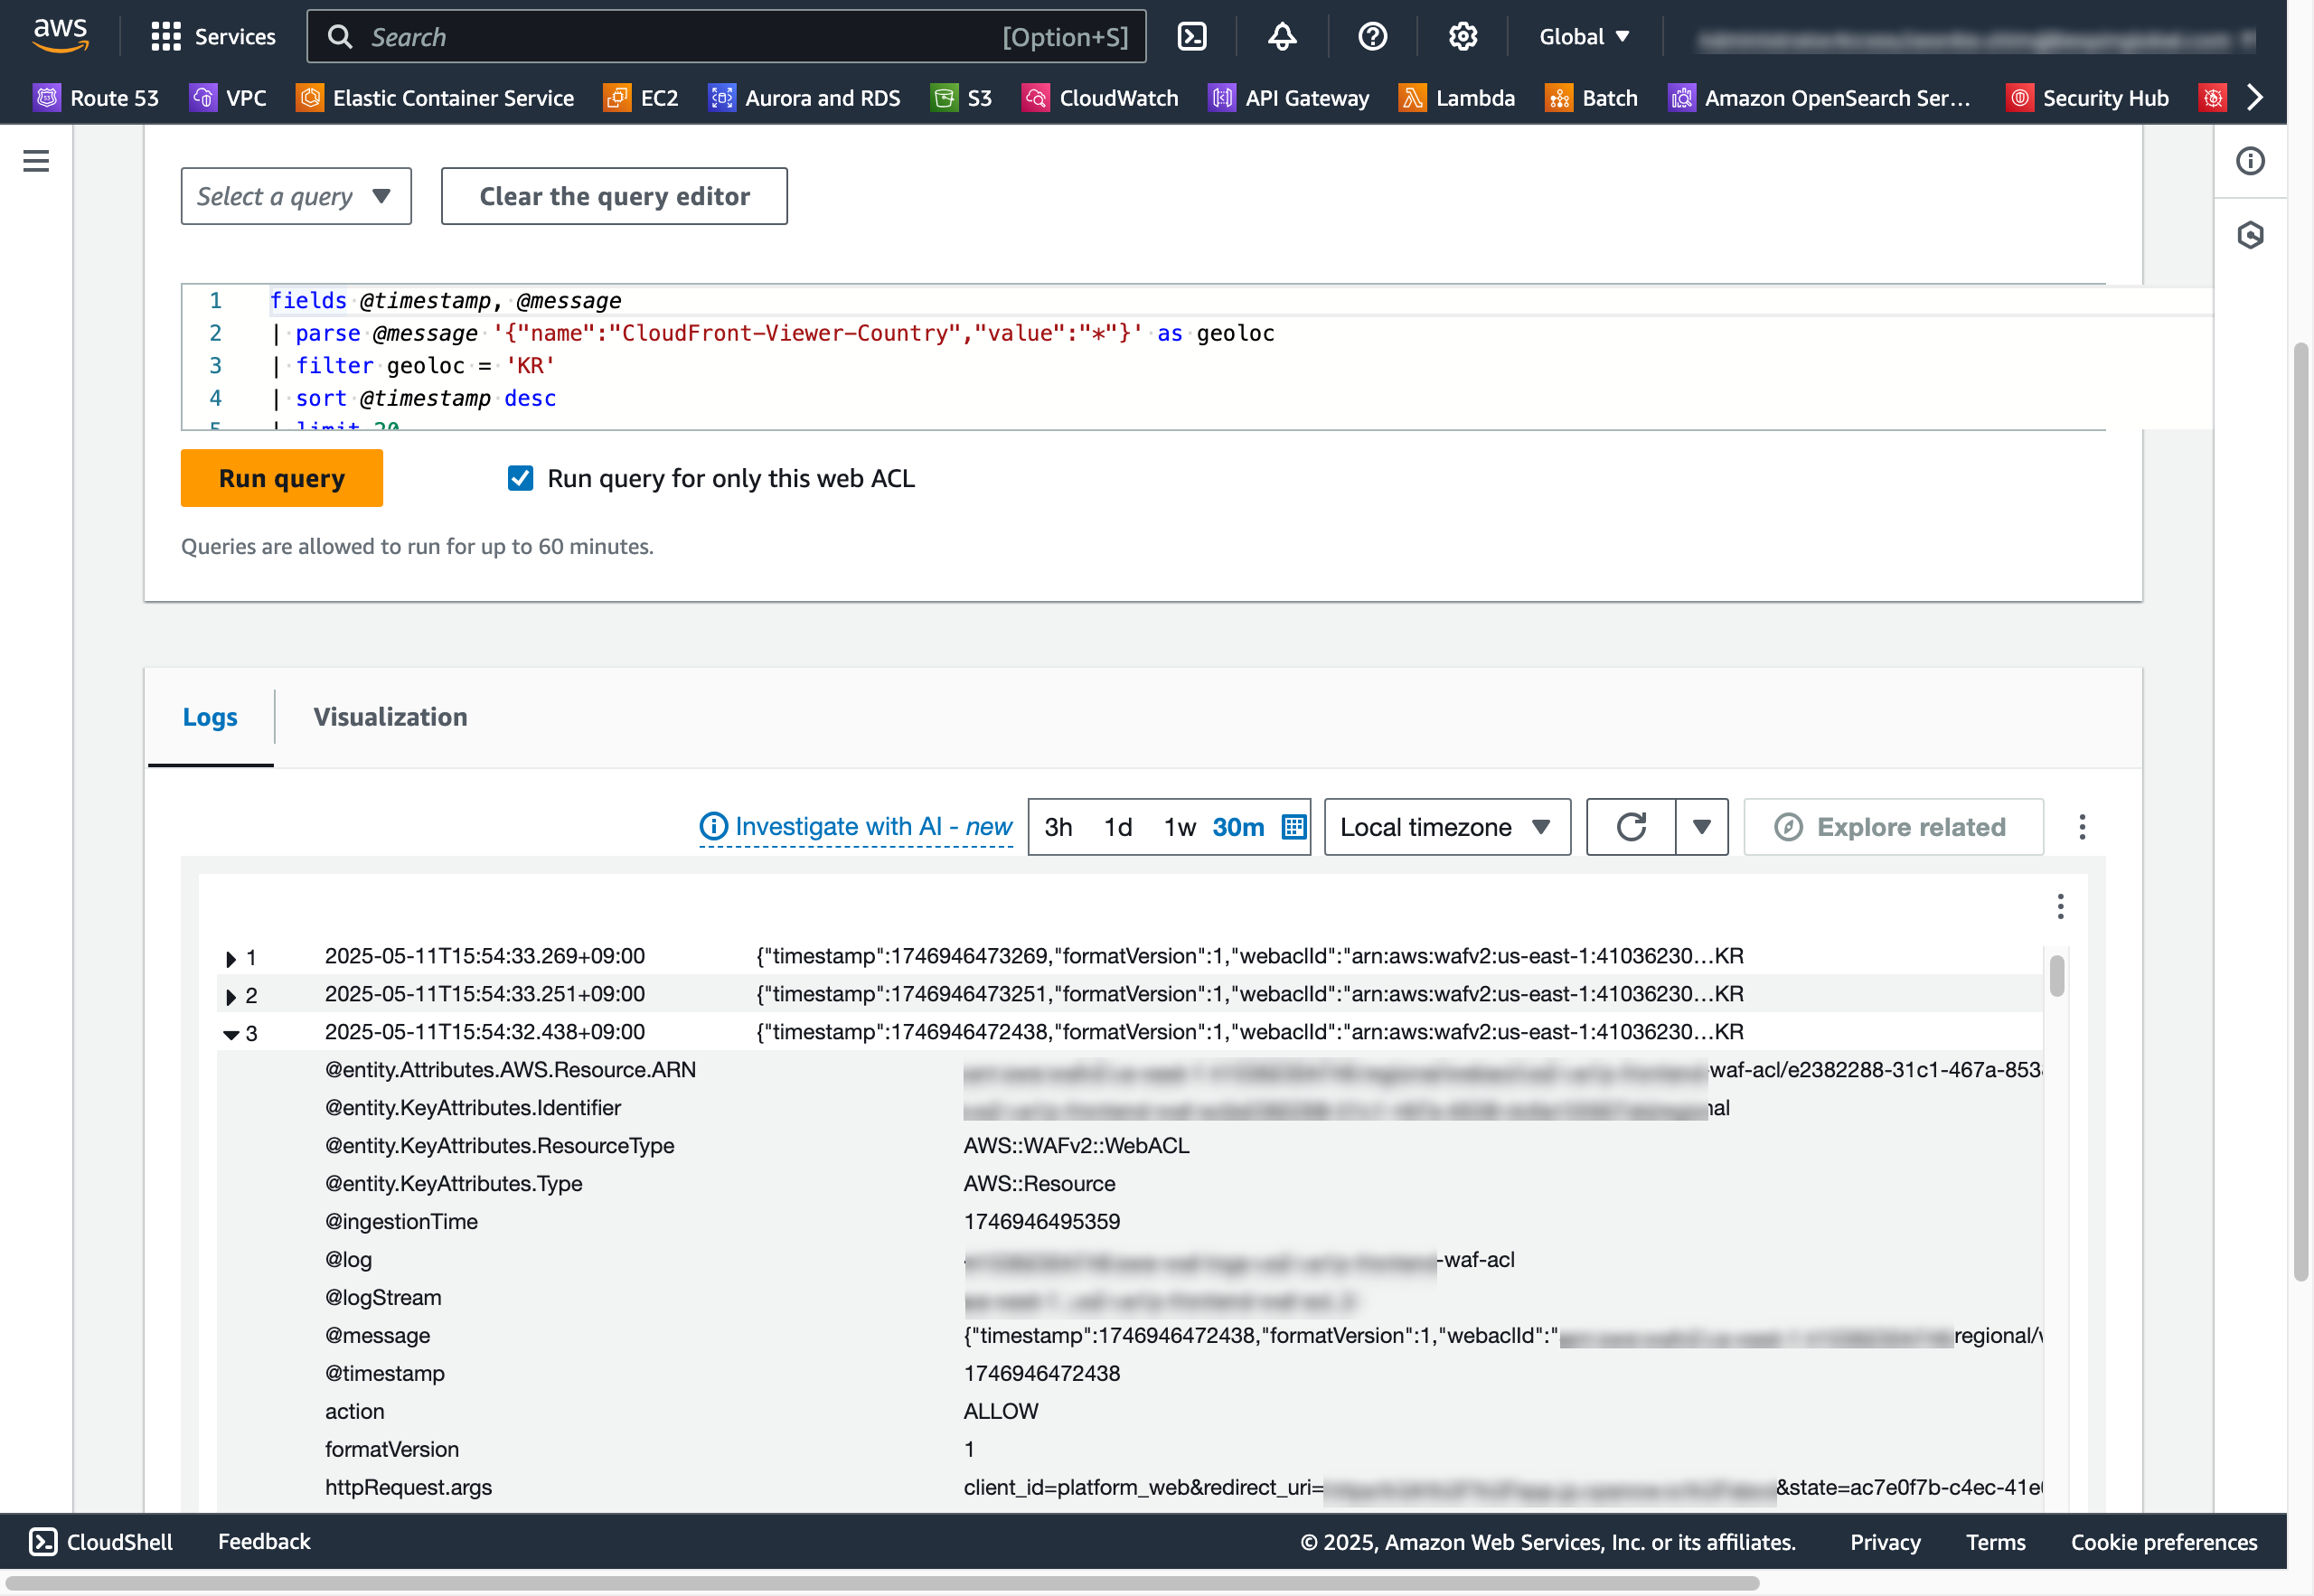 aws Services Search [Option+S] Global
Route 53 VPC Elastic Container Service EC2 Aurora and RDS S3 CloudWatch API Gateway Lambda Batch Amazon OpenSearch Ser... Security Hub
Select a query Clear the query editor
1 fields @timestamp, @message
2 | parse @message '{"name":"CloudFront-Viewer-Country","value":"*"}' as geoloc
3 | filter geoloc = 'KR'
4 | sort @timestamp desc
5 | limit 20
Run query Run query for only this web ACL
Queries are allowed to run for up to 60 minutes.
Logs Visualization
Investigate with AI - new 3h 1d 1w 30m Local timezone Explore related
1 2025-05-11T15:54:33.269+09:00 {"timestamp":1746946473269,"formatVersion":1,"webaclId":"arn:aws:wafv2:us-east-1:41036230...KR
2 2025-05-11T15:54:33.251+09:00 {"timestamp":1746946473251,"formatVersion":1,"webaclId":"arn:aws:wafv2:us-east-1:41036230...KR
3 2025-05-11T15:54:32.438+09:00 {"timestamp":1746946472438,"formatVersion":1,"webaclId":"arn:aws:wafv2:us-east-1:41036230...KR
@entity.Attributes.AWS.Resource.ARN -waf-acl/e2382288-31c1-467a-853
@entity.KeyAttributes.Identifier nal
@entity.KeyAttributes.ResourceType AWS::WAFv2::WebACL
@entity.KeyAttributes.Type AWS::Resource
@ingestionTime 1746946495359
@log -waf-acl
@logStream
@message {"timestamp":1746946472438,"formatVersion":1,"webaclId":" regional/
@timestamp 1746946472438
action ALLOW
formatVersion 1
httpRequest.args client_id=platform_web&redirect_uri= &state=ac7e0f7b-c4ec-41e
CloudShell Feedback © 2025, Amazon Web Services, Inc. or its affiliates. Privacy Terms Cookie preferences